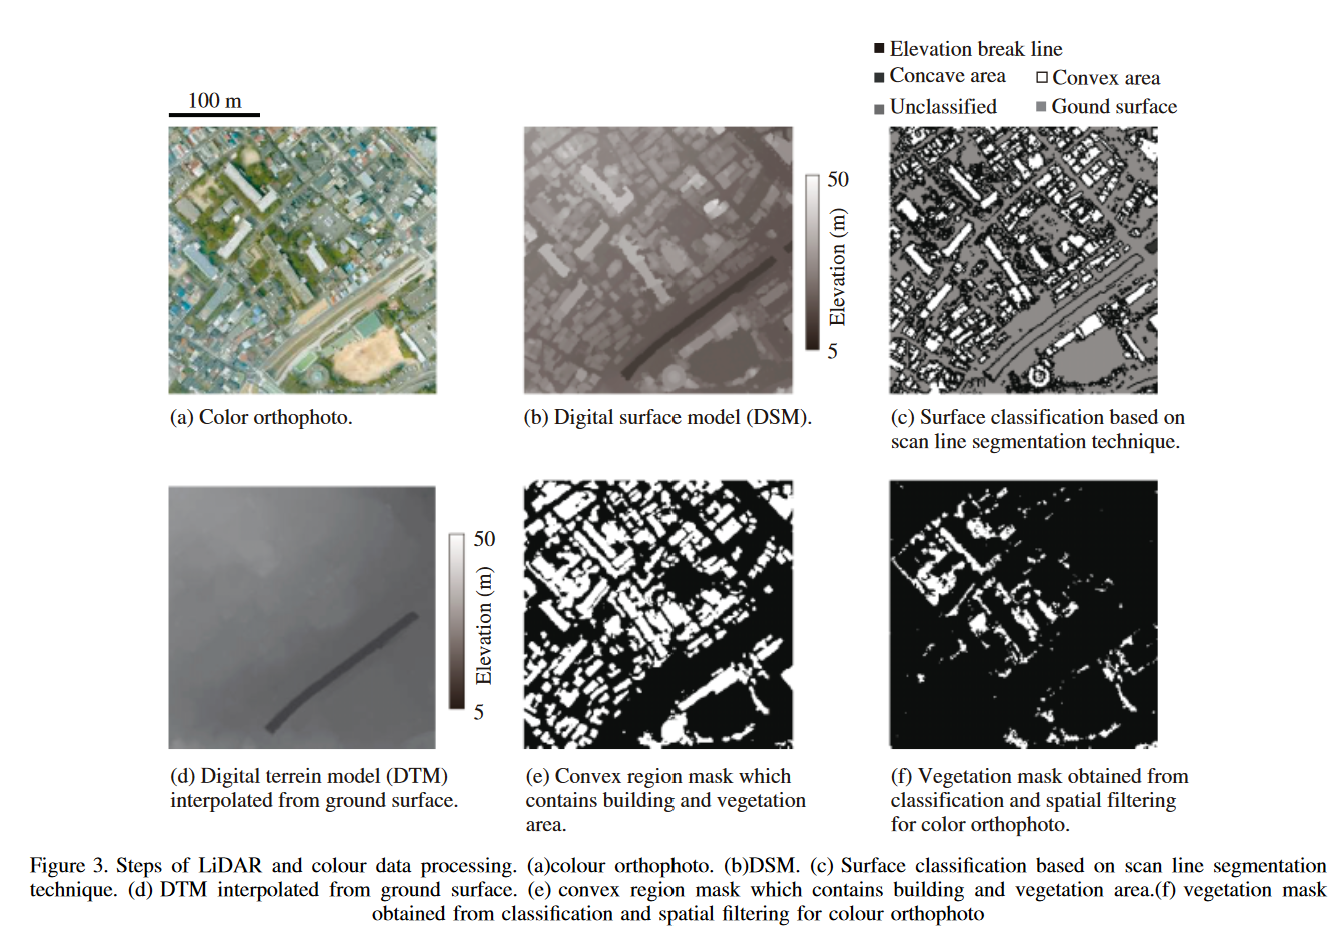 Elevation break line
Concave area
Convex area
Unclassified
Gound surface
100 m
50
Elevation (m)
5
(a) Color orthophoto.
(b) Digital surface model (DSM).
(c) Surface classification based on
scan line segmentation technique.
50
Elevation (m)
5
(d) Digital terrein model (DTM)
interpolated from ground surface.
(e) Convex region mask which
contains building and vegetation
area.
(f) Vegetation mask obtained from
classification and spatial filtering
for color orthophoto.
Figure 3. Steps of LiDAR and colour data processing. (a)colour orthophoto. (b)DSM. (c) Surface classification based on scan line segmentation
technique. (d) DTM interpolated from ground surface. (e) convex region mask which contains building and vegetation area.(f) vegetation mask
obtained from classification and spatial filtering for colour orthophoto